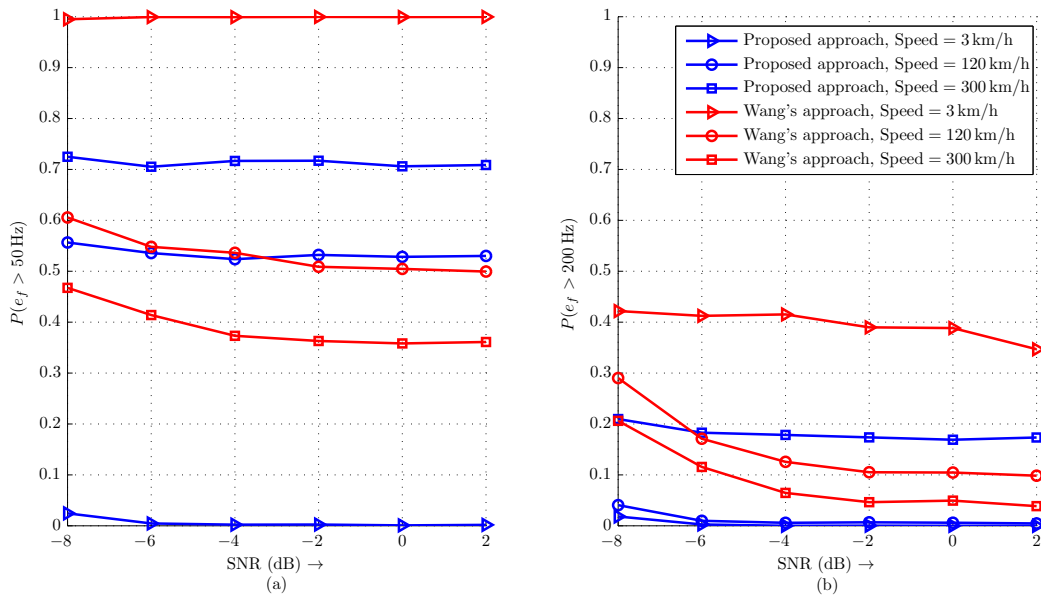 1
0.9
0.8
0.7
0.6
0.5
0.4
0.3
0.2
0.1
0
−8
−6
−4
−2
0
2
P(e_f > 50 Hz)
SNR (dB) →
(a)
1
0.9
0.8
0.7
0.6
0.5
0.4
0.3
0.2
0.1
0
−8
−6
−4
−2
0
2
P(e_f > 200 Hz)
SNR (dB) →
(b)
Proposed approach, Speed = 3 km/h
Proposed approach, Speed = 120 km/h
Proposed approach, Speed = 300 km/h
Wang's approach, Speed = 3 km/h
Wang's approach, Speed = 120 km/h
Wang's approach, Speed = 300 km/h